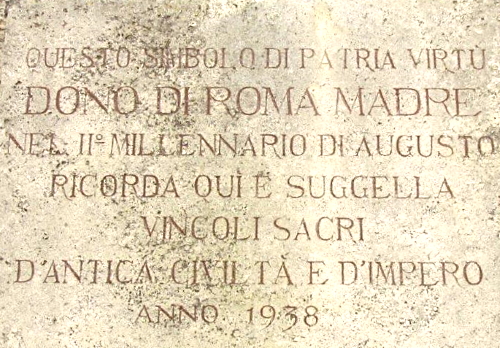 QUESTO SIMBOLO DI PATRIA VIRTÙ
DONO DI ROMA MADRE
NEL II° MILLENNARIO DI AUGUSTO
RICORDA QUI E SUGGELLA
VINCOLI SACRI
D'ANTICA CIVILTÀ E D'IMPERO
ANNO 1938